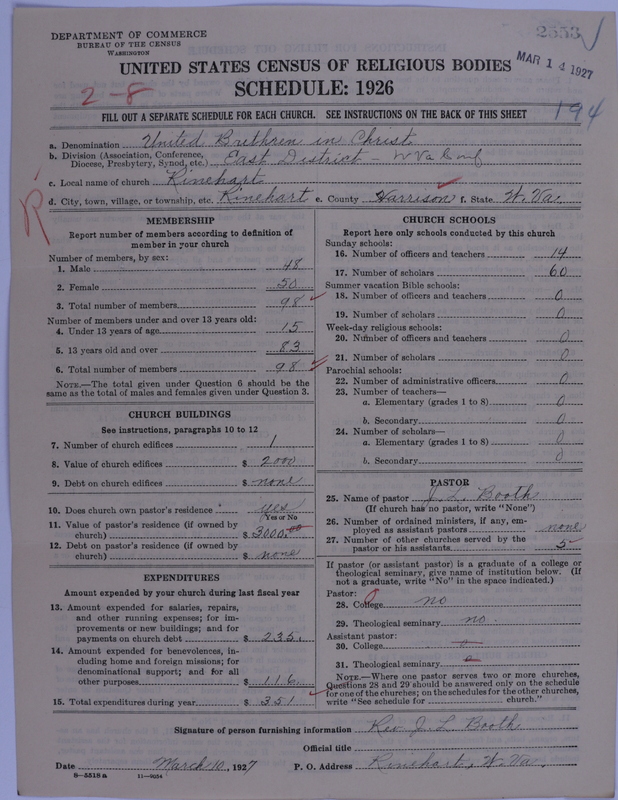 DEPARTMENT OF COMMERCE
BUREAU OF THE CENSUS
WASHINGTON
2553
MAR 14 1927
UNITED STATES CENSUS OF RELIGIOUS BODIES
SCHEDULE: 1926
2-8
194
FILL OUT A SEPARATE SCHEDULE FOR EACH CHURCH. SEE INSTRUCTIONS ON THE BACK OF THIS SHEET
a. Denomination United Brethren in Christ
b. Division (Association, Conference, Diocese, Presbytery, Synod, etc.) East District - W Va Conf
c. Local name of church Rinehart
d. City, town, village, or township, etc. Rinehart e. County Harrison f. State W. Va.
R
MEMBERSHIP
Report number of members according to definition of
member in your church
Number of members, by sex:
1. Male 48
2. Female 50
3. Total number of members 98
Number of members under and over 13 years old:
4. Under 13 years of age 15
5. 13 years old and over 83
6. Total number of members 98
NOTE.—The total given under Question 6 should be the
same as the total of males and females given under Question 3.
CHURCH BUILDINGS
See instructions, paragraphs 10 to 12
7. Number of church edifices 1
8. Value of church edifices $ 2000
9. Debt on church edifices $ none
10. Does church own pastor's residence yes
Yes or No
11. Value of pastor's residence (if owned by
church) $ 3000.00
12. Debt on pastor's residence (if owned by
church) $ none
EXPENDITURES
Amount expended by your church during last fiscal year
13. Amount expended for salaries, repairs,
and other running expenses; for im-
provements or new buildings; and for
payments on church debt $ 235.
14. Amount expended for benevolences, in-
cluding home and foreign missions; for
denominational support; and for all
other purposes $ 116
15. Total expenditures during year $ 351
CHURCH SCHOOLS
Report here only schools conducted by this church
Sunday schools:
16. Number of officers and teachers 14
17. Number of scholars 60
Summer vacation Bible schools:
18. Number of officers and teachers 0
19. Number of scholars 0
Week-day religious schools:
20. Number of officers and teachers 0
21. Number of scholars 0
Parochial schools:
22. Number of administrative officers 0
23. Number of teachers—
a. Elementary (grades 1 to 8) 0
b. Secondary 0
24. Number of scholars—
a. Elementary (grades 1 to 8) 0
b. Secondary 0
PASTOR
25. Name of pastor J. L. Booth
(If church has no pastor, write "None")
26. Number of ordained ministers, if any, em-
ployed as assistant pastors none
27. Number of other churches served by the
pastor or his assistants 5
If pastor (or assistant pastor) is a graduate of a college or
theological seminary, give name of institution below. (If
not a graduate, write "No" in the space indicated.)
Pastor:
28. College no
29. Theological seminary no.
Assistant pastor:
30. College 0
31. Theological seminary 0
NOTE.—Where one pastor serves two or more churches,
Questions 28 and 29 should be answered only on the schedule
for one of the churches; on the schedules for the other churches,
write "See schedule for church."
Signature of person furnishing information Rev. J. L. Booth
Official title
Date March 10, 1927 P. O. Address Rinehart, W. Va.
8—5518a 11—9054